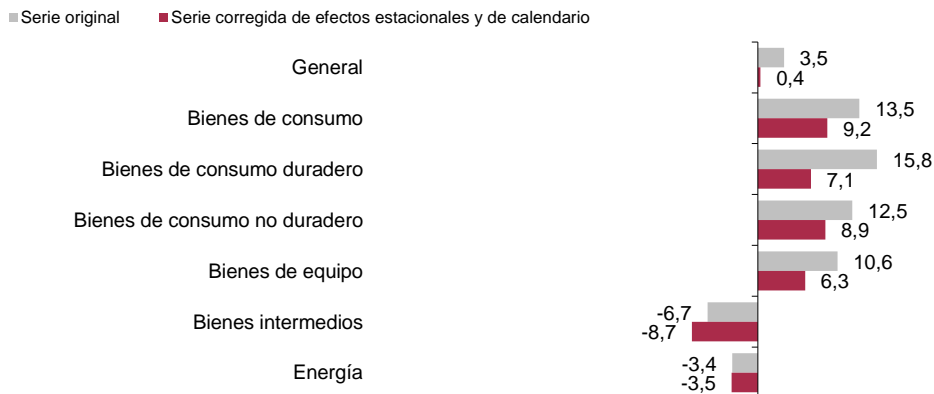 Serie original Serie corregida de efectos estacionales y de calendario
General 3,5
0,4
Bienes de consumo 13,5
9,2
Bienes de consumo duradero 15,8
7,1
Bienes de consumo no duradero 12,5
8,9
Bienes de equipo 10,6
6,3
Bienes intermedios -6,7
-8,7
Energía -3,4
-3,5